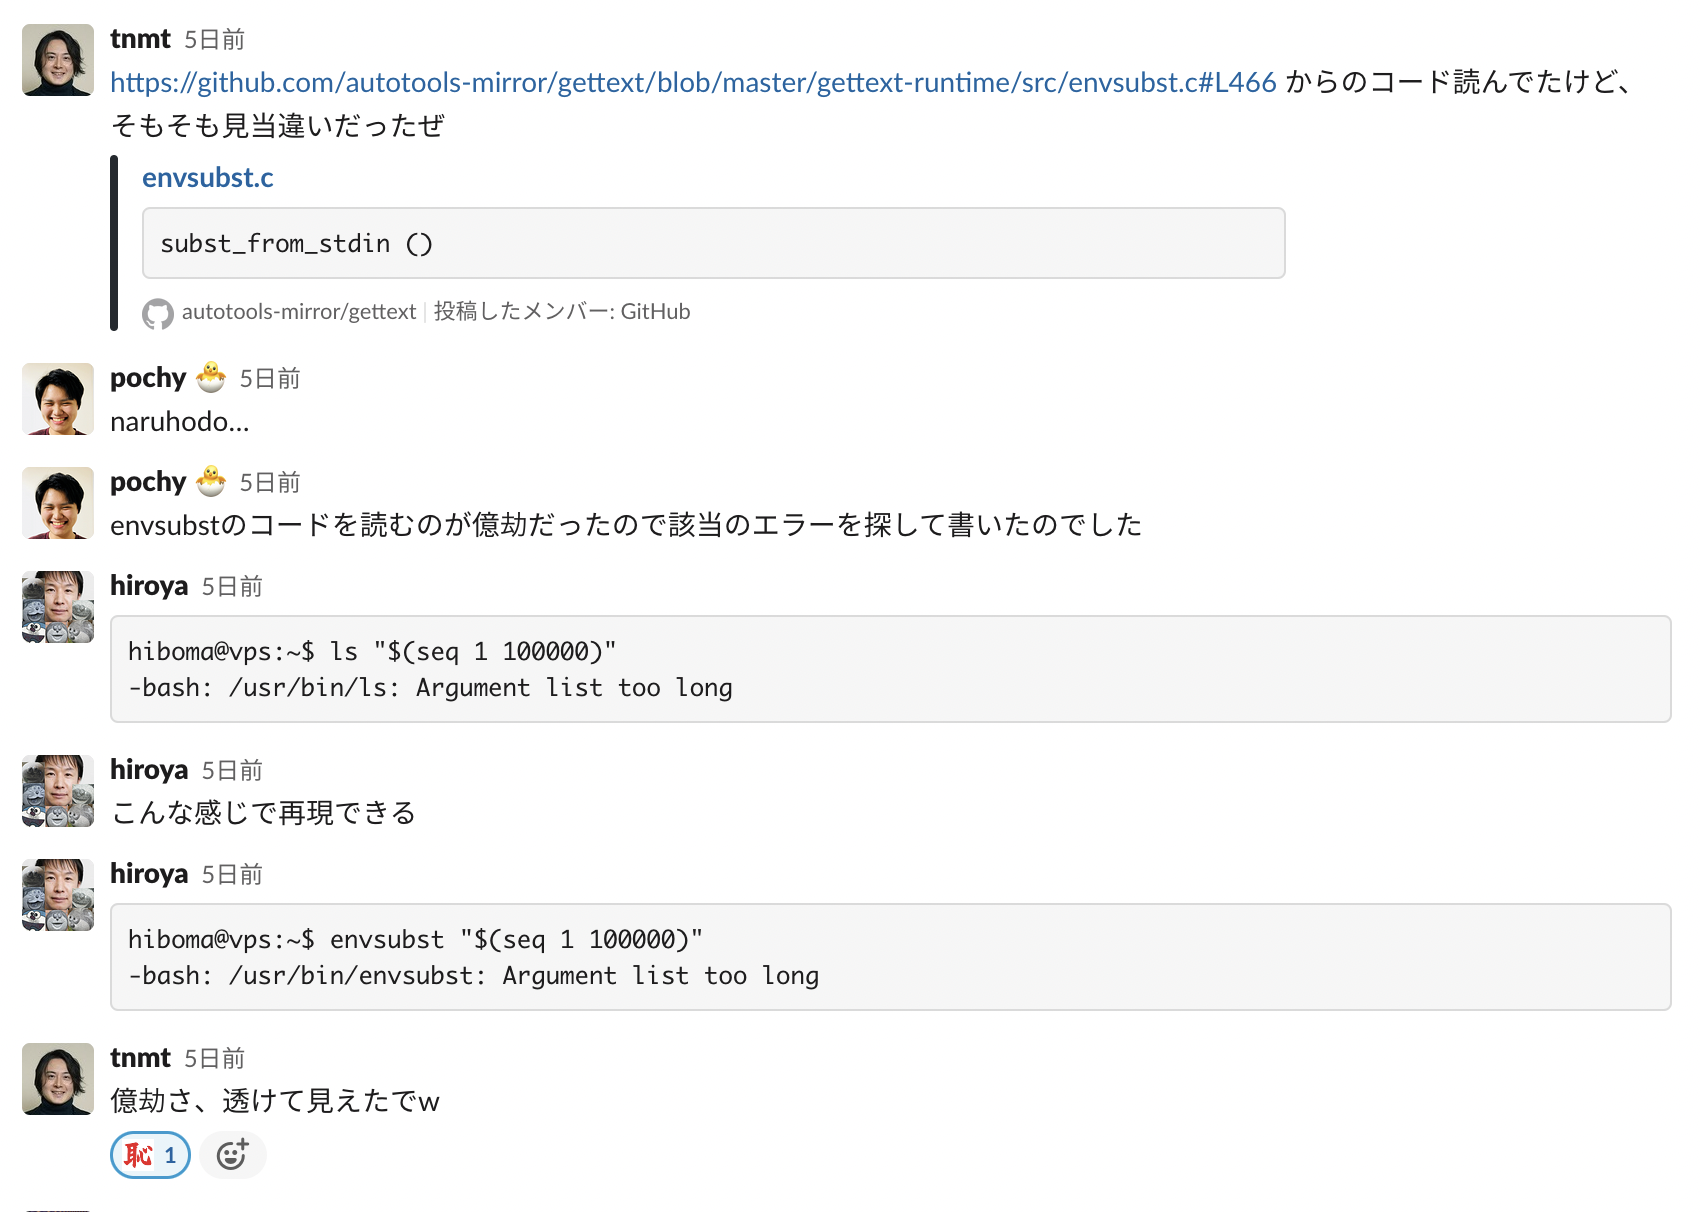 tnmt 5日前
https://github.com/autotools-mirror/gettext/blob/master/gettext-runtime/src/envsubst.c#L466 からのコード読んでたけど、
そもそも見当違いだったぜ
envsubst.c
subst_from_stdin ()
autotools-mirror/gettext | 投稿したメンバー: GitHub
pochy 🐣 5日前
naruhodo...
pochy 🐣 5日前
envsubstのコードを読むのが億劫だったので該当のエラーを探して書いたのでした
hiroya 5日前
hiboma@vps:~$ ls "$(seq 1 100000)"
-bash: /usr/bin/ls: Argument list too long
hiroya 5日前
こんな感じで再現できる
hiroya 5日前
hiboma@vps:~$ envsubst "$(seq 1 100000)"
-bash: /usr/bin/envsubst: Argument list too long
tnmt 5日前
億劫さ、透けて見えたでw
恥 1